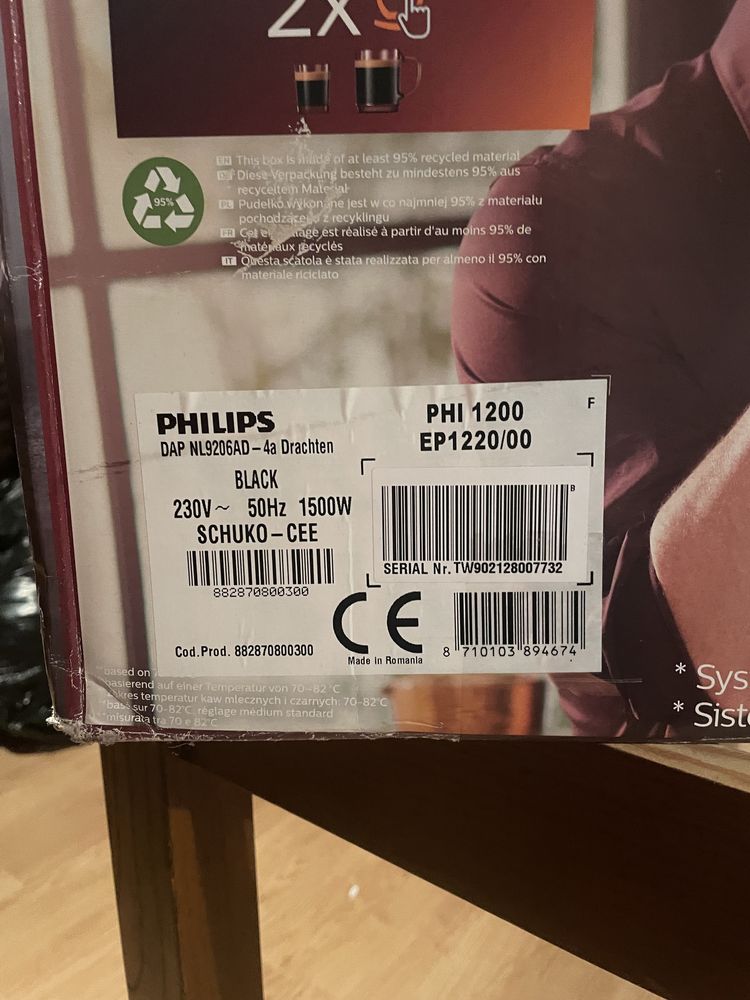 2x
95%
EN This box is made of at least 95% recycled material
DE Diese Verpackung besteht zu mindestens 95% aus
recyceltem Material
PL Pudełko wykonane jest w co najmniej 95% z materiału
pochodzącego z recyklingu
FR Cet emballage est réalisé à partir d'au moins 95% de
matériaux recyclés
IT Questa scatola è stata realizzata per almeno il 95% con
materiale riciclato
PHILIPS
DAP NL9206AD-4a Drachten
BLACK
230V~ 50Hz 1500W
SCHUKO-CEE
882870800300
Cod.Prod. 882870800300
PHI 1200
EP1220/00
F
B
SERIAL Nr. TW902128007732
CE
Made in Romania
8 710103 894674
*based on
basierend auf einer Temperatur von 70-82 °C
temperatur kaw mlecznych i czarnych: 70-82°C
sur 70-82°C réglage medium standard
*misurata tra 70 e 82°C
* Sys
* Siste